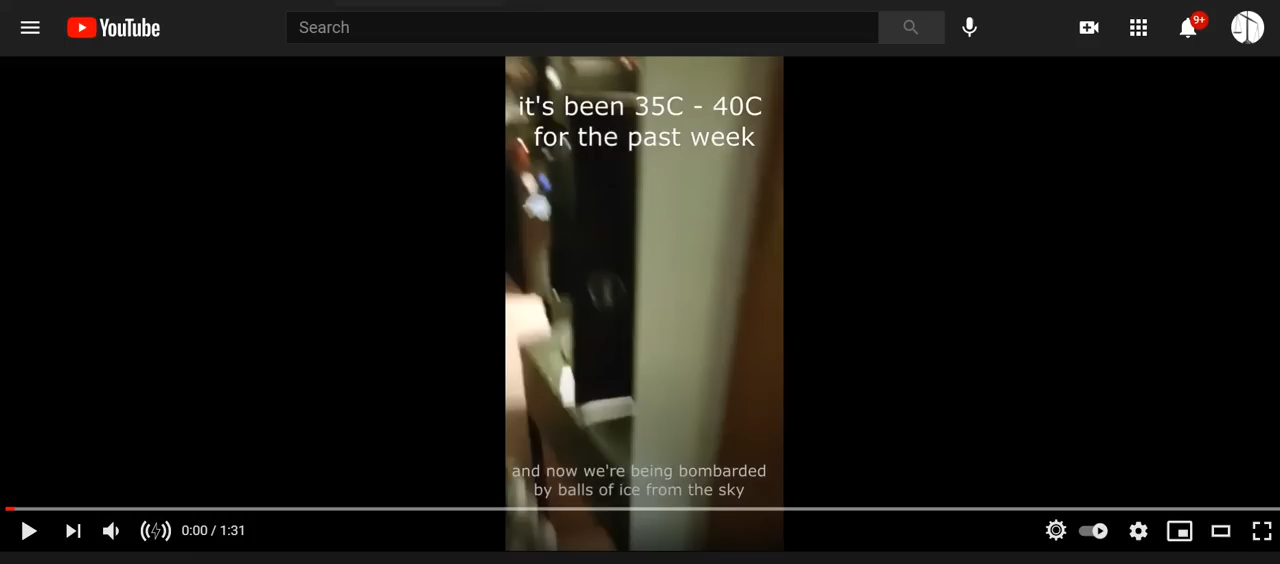 YouTube
Search
9+
it's been 35C - 40C
for the past week
and now we're being bombarded
by balls of ice from the sky
0:00 / 1:31